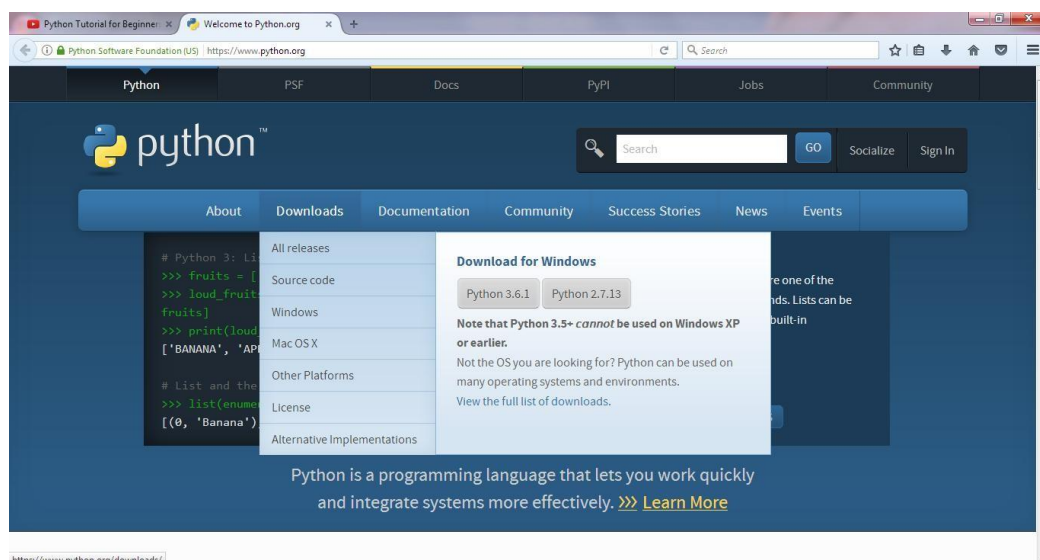 Python Tutorial for Beginner:
Welcome to Python.org
Python Software Foundation (US)
https://www.python.org
Search
Python
PSF
Docs
PyPI
Jobs
Community
python™
Search
GO
Socialize
Sign In
About
Downloads
Documentation
Community
Success Stories
News
Events
# Python 3: Li
>>> fruits = [
>>> loud_fruit
fruits]
>>> print(loud
['BANANA', 'AP
# List and the
>>> list(enume
[(0, 'Banana')
All releases
Source code
Windows
Mac OS X
Other Platforms
License
Alternative Implementations
Download for Windows
Python 3.6.1
Python 2.7.13
Note that Python 3.5+ cannot be used on Windows XP
or earlier.
Not the OS you are looking for? Python can be used on
many operating systems and environments.
View the full list of downloads.
re one of the
nds. Lists can be
built-in
Python is a programming language that lets you work quickly
and integrate systems more effectively. >>> Learn More
https://www.python.org/downloads/